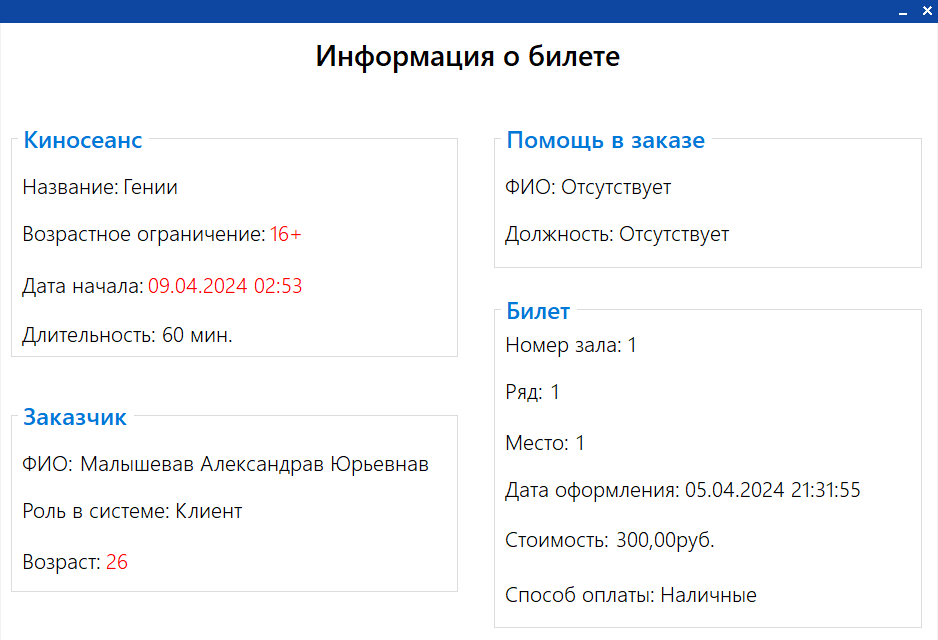 Информация о билете
Киносеанс
Название: Гении
Возрастное ограничение: 16+
Дата начала: 09.04.2024 02:53
Длительность: 60 мин.
Заказчик
ФИО: Малышевав Александрав Юрьевнав
Роль в системе: Клиент
Возраст: 26
Помощь в заказе
ФИО: Отсутствует
Должность: Отсутствует
Билет
Номер зала: 1
Ряд: 1
Место: 1
Дата оформления: 05.04.2024 21:31:55
Стоимость: 300,00руб.
Способ оплаты: Наличные